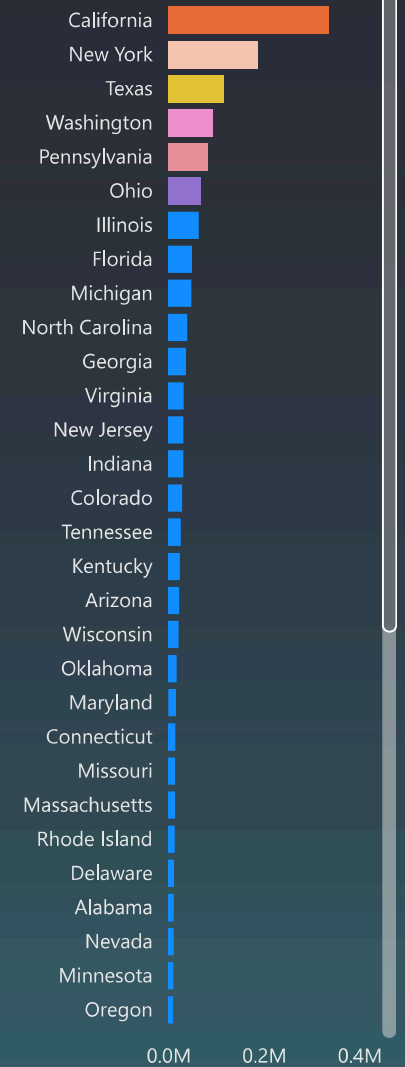 California
New York
Texas
Washington
Pennsylvania
Ohio
Illinois
Florida
Michigan
North Carolina
Georgia
Virginia
New Jersey
Indiana
Colorado
Tennessee
Kentucky
Arizona
Wisconsin
Oklahoma
Maryland
Connecticut
Missouri
Massachusetts
Rhode Island
Delaware
Alabama
Nevada
Minnesota
Oregon
0.0M 0.2M 0.4M